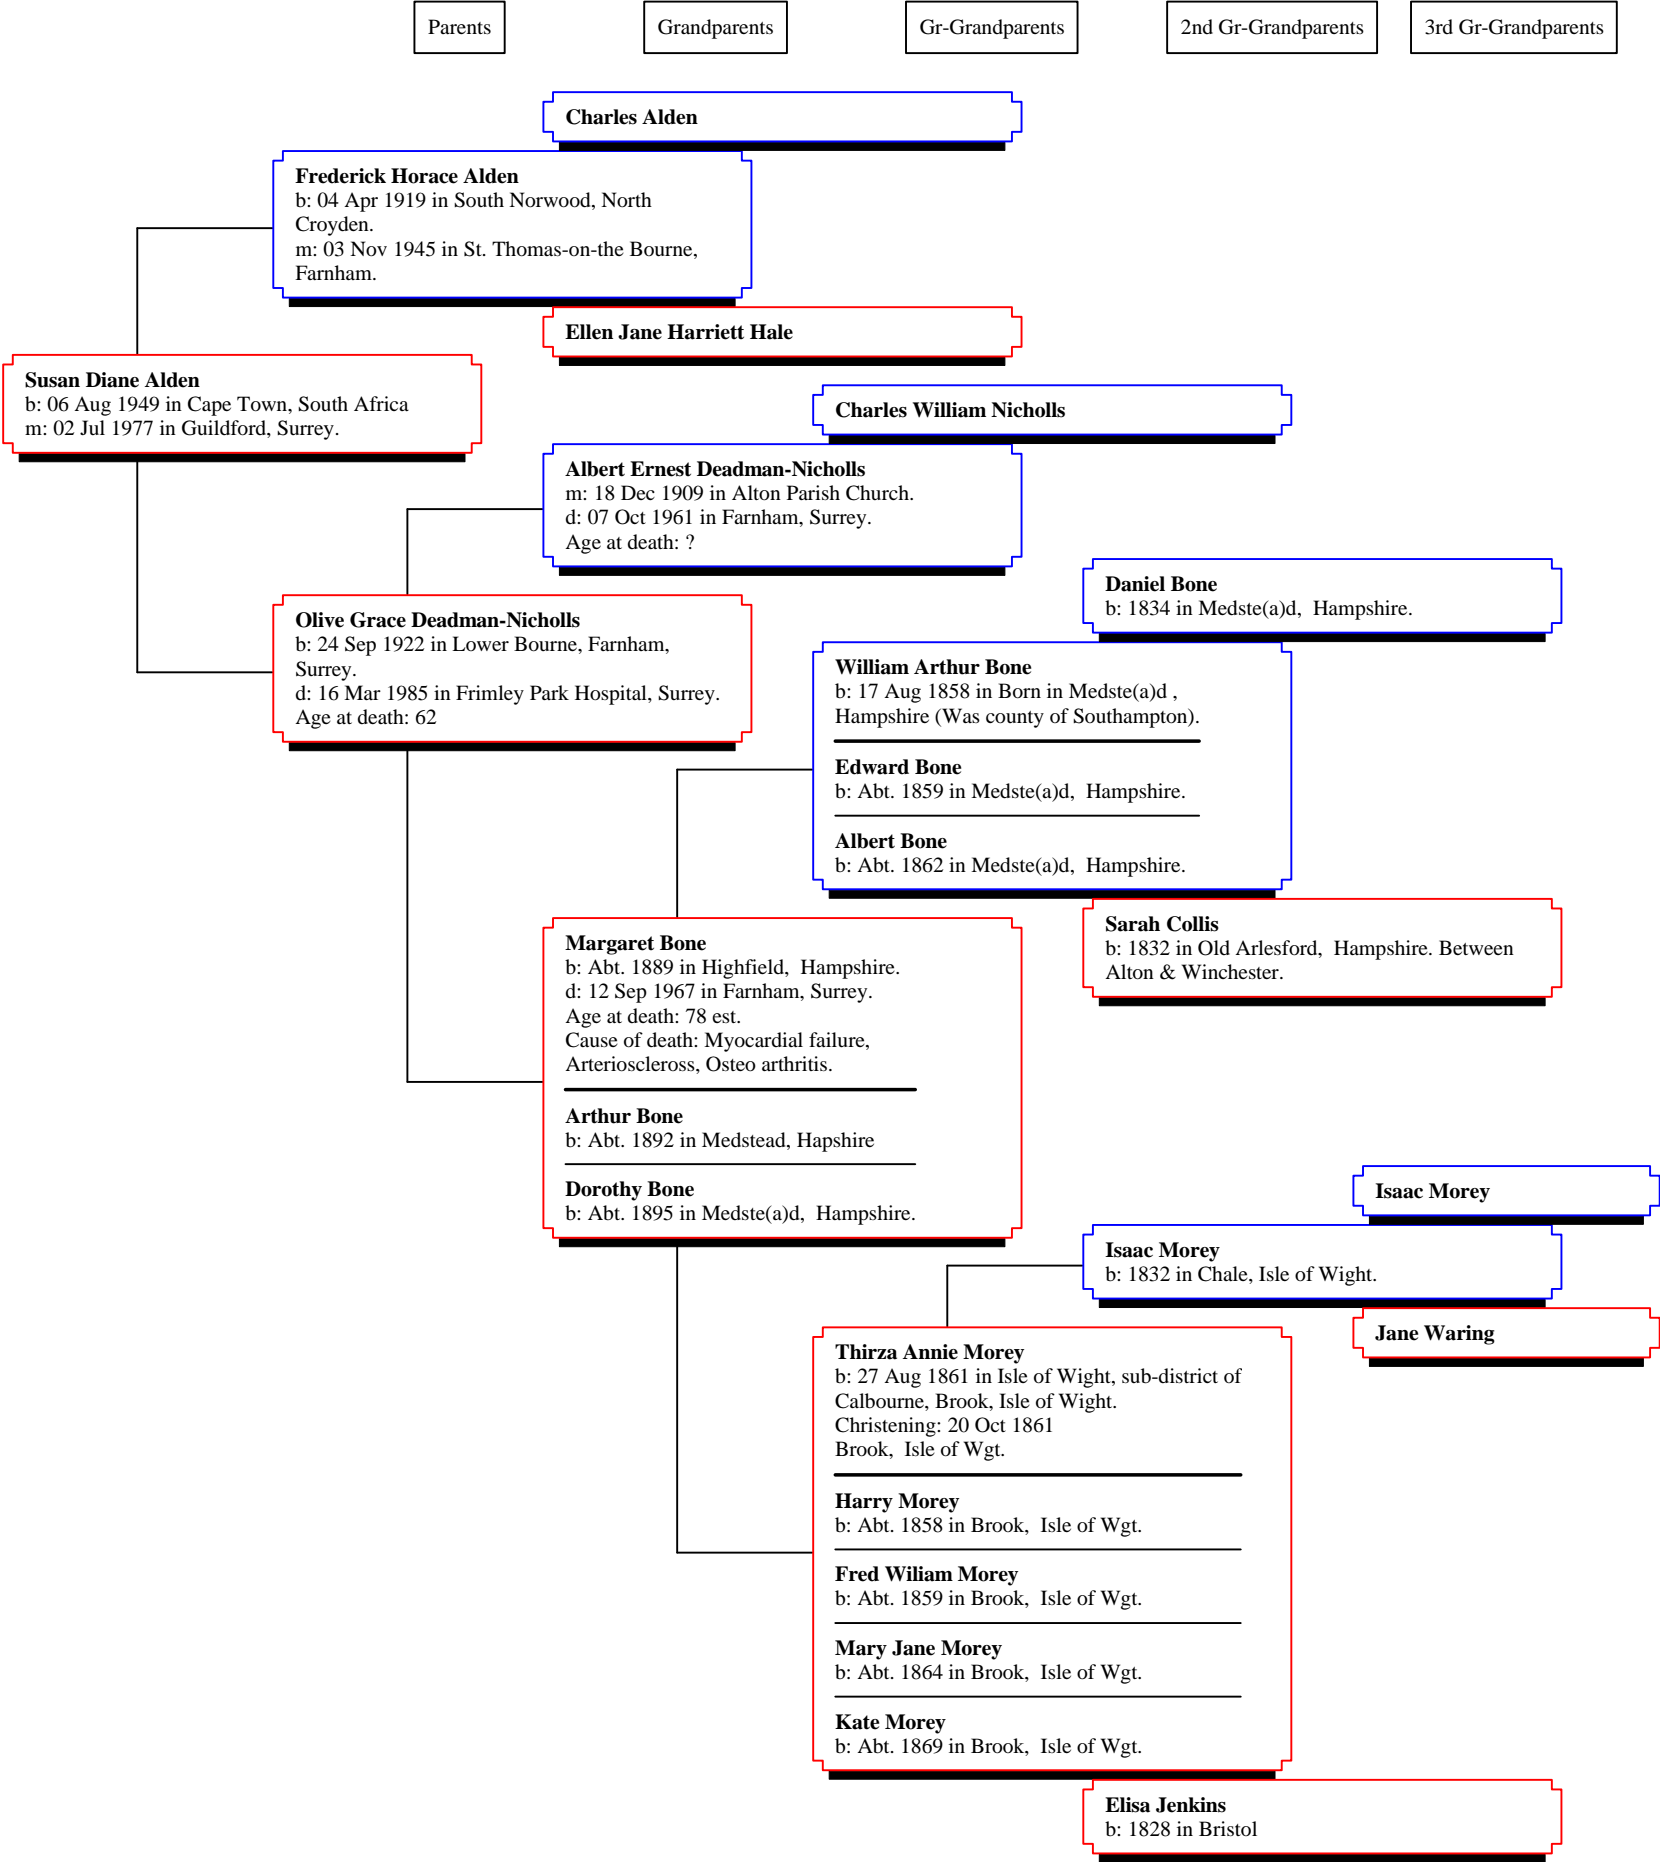 Parents
Grandparents
Gr-Grandparents
2nd Gr-Grandparents
3rd Gr-Grandparents
Charles Alden
Frederick Horace Alden
b: 04 Apr 1919 in South Norwood, North
Croyden.
m: 03 Nov 1945 in St. Thomas-on-the Bourne,
Farnham.
Ellen Jane Harriett Hale
Susan Diane Alden
b: 06 Aug 1949 in Cape Town, South Africa
m: 02 Jul 1977 in Guildford, Surrey.
Charles William Nicholls
Albert Ernest Deadman-Nicholls
m: 18 Dec 1909 in Alton Parish Church.
d: 07 Oct 1961 in Farnham, Surrey.
Age at death: ?
Olive Grace Deadman-Nicholls
b: 24 Sep 1922 in Lower Bourne, Farnham,
Surrey.
d: 16 Mar 1985 in Frimley Park Hospital, Surrey.
Age at death: 62
Daniel Bone
b: 1834 in Medste(a)d, Hampshire.
William Arthur Bone
b: 17 Aug 1858 in Born in Medste(a)d ,
Hampshire (Was county of Southampton).
Edward Bone
b: Abt. 1859 in Medste(a)d, Hampshire.
Albert Bone
b: Abt. 1862 in Medste(a)d, Hampshire.
Sarah Collis
b: 1832 in Old Arlesford, Hampshire. Between
Alton & Winchester.
Margaret Bone
b: Abt. 1889 in Highfield, Hampshire.
d: 12 Sep 1967 in Farnham, Surrey.
Age at death: 78 est.
Cause of death: Myocardial failure,
Arterioscleross, Osteo arthritis.
Arthur Bone
b: Abt. 1892 in Medstead, Hapshire
Dorothy Bone
b: Abt. 1895 in Medste(a)d, Hampshire.
Isaac Morey
Isaac Morey
b: 1832 in Chale, Isle of Wight.
Jane Waring
Thirza Annie Morey
b: 27 Aug 1861 in Isle of Wight, sub-district of
Calbourne, Brook, Isle of Wight.
Christening: 20 Oct 1861
Brook, Isle of Wgt.
Harry Morey
b: Abt. 1858 in Brook, Isle of Wgt.
Fred Wiliam Morey
b: Abt. 1859 in Brook, Isle of Wgt.
Mary Jane Morey
b: Abt. 1864 in Brook, Isle of Wgt.
Kate Morey
b: Abt. 1869 in Brook, Isle of Wgt.
Elisa Jenkins
b: 1828 in Bristol